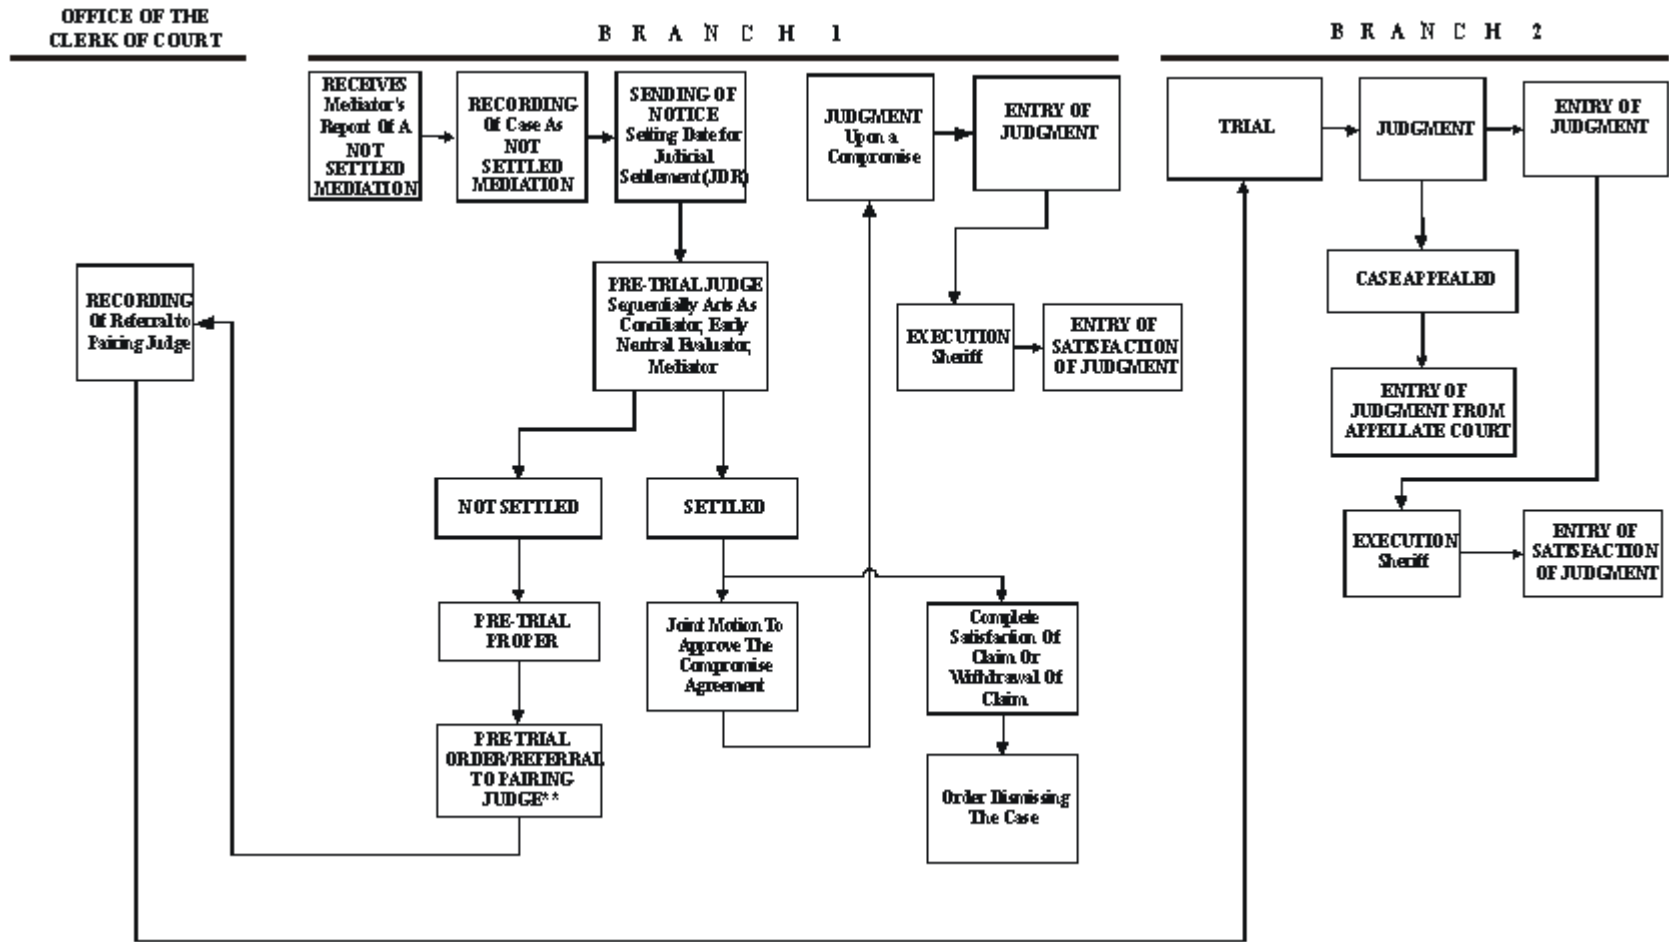 OFFICE OF THE
CLERK OF COURT
B R A N C H 1
B R A N C H 2
RECEIVES
Mediator's
Report Of A
NOT
SETTLED
MEDIATION
RECORDING
Of Case As
NOT
SETTLED
MEDIATION
SENDING OF
NOTICE
Setting Date for
Judicial
Settlement (JDR)
JUDGMENT
Upon a
Compromise
ENTRY OF
JUDGMENT
TRIAL
JUDGMENT
ENTRY OF
JUDGMENT
RECORDING
Of Referral to
Pairing Judge
PRE-TRIAL JUDGE
Sequentially Acts As
Conciliator, Early
Neutral Evaluator,
Mediator
EXECUTION
Sheriff
ENTRY OF
SATISFACTION
OF JUDGMENT
CASE APPEALED
ENTRY OF
JUDGMENT FROM
APPELLATE COURT
NOT SETTLED
SETTLED
EXECUTION
Sheriff
ENTRY OF
SATISFACTION
OF JUDGMENT
PRE-TRIAL
PROPER
Joint Motion To
Approve The
Compromise
Agreement
Complete
Satisfaction Of
Claim Or
Withdrawal Of
Claim
PRE-TRIAL
ORDER/REFERRAL
TO PAIRING
JUDGE**
Order Dismissing
The Case